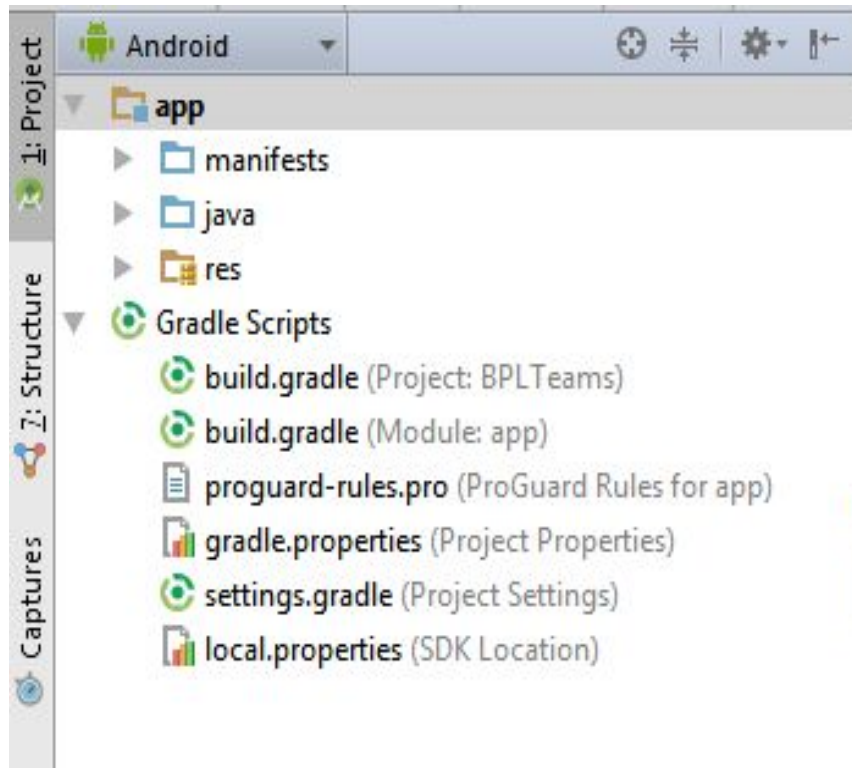 Android
1: Project
app
manifests
java
res
7: Structure
Gradle Scripts
build.gradle (Project: BPLTeams)
build.gradle (Module: app)
proguard-rules.pro (ProGuard Rules for app)
gradle.properties (Project Properties)
Captures
settings.gradle (Project Settings)
local.properties (SDK Location)